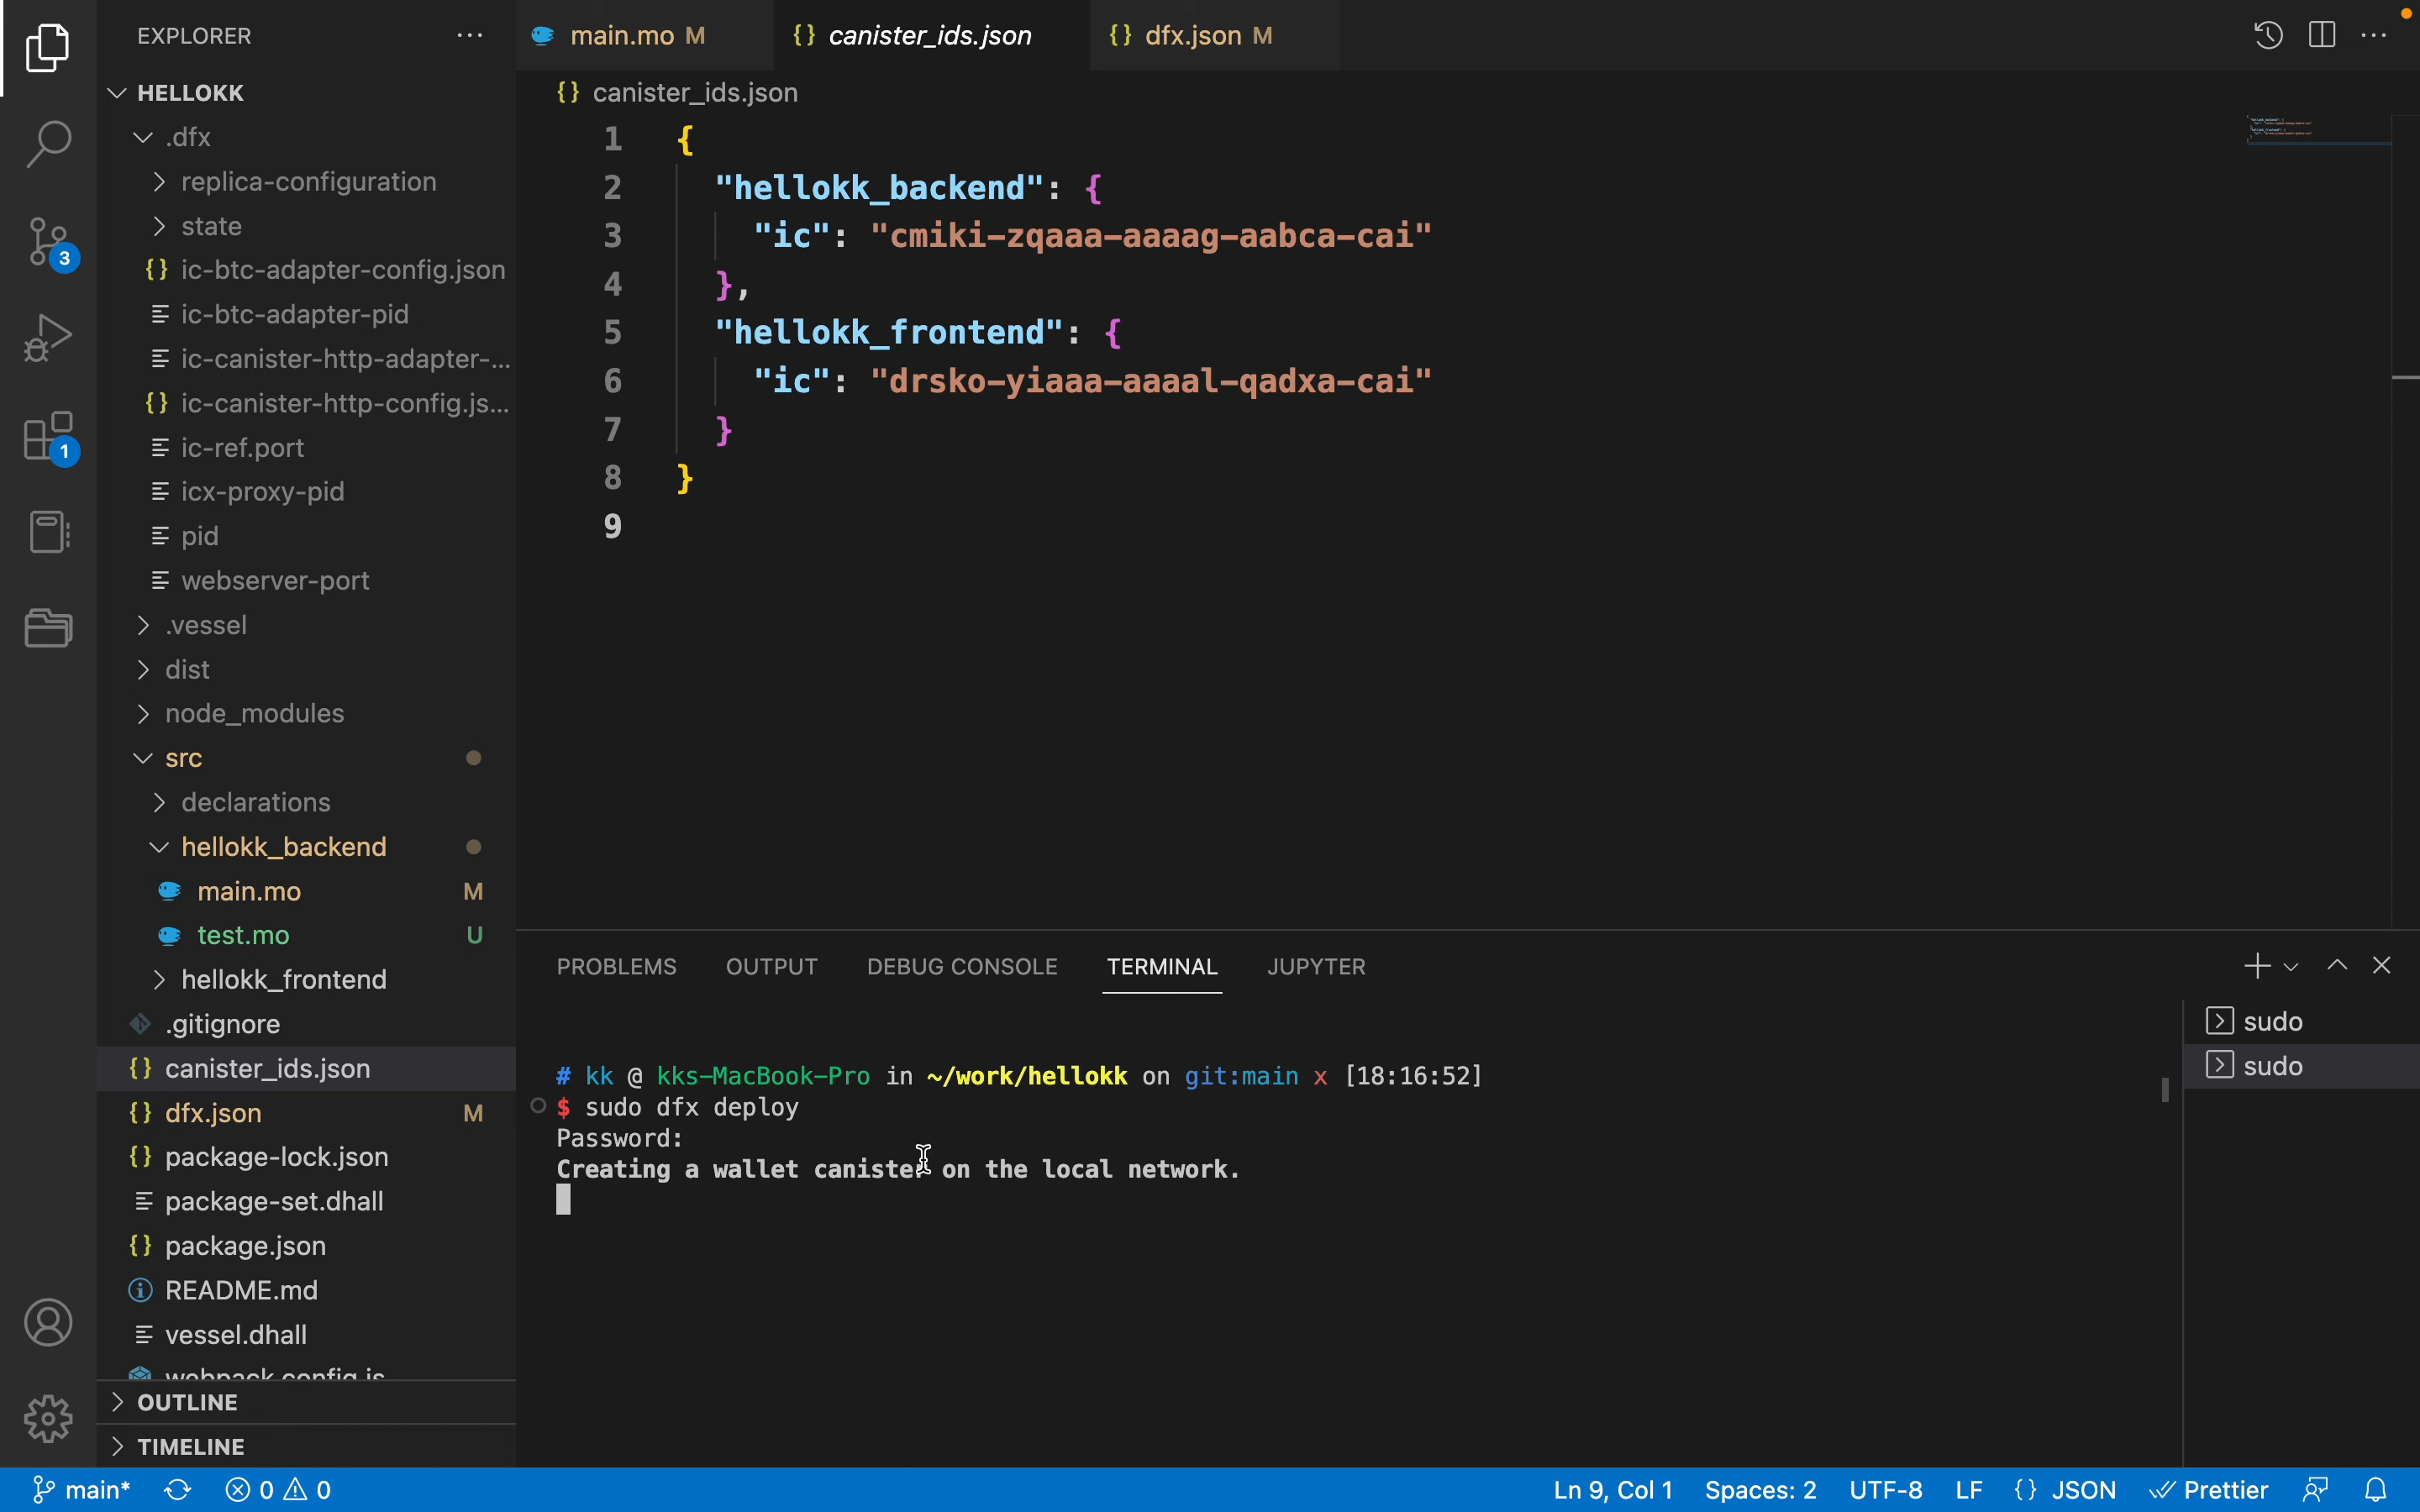 EXPLORER
main.mo M
canister_ids.json
dfx.json M
HELLOKK
.dfx
replica-configuration
state
ic-btc-adapter-config.json
ic-btc-adapter-pid
ic-canister-http-adapter-...
ic-canister-http-config.js...
ic-ref.port
icx-proxy-pid
pid
webserver-port
.vessel
dist
node_modules
src
declarations
hellokk_backend
main.mo M
test.mo U
hellokk_frontend
.gitignore
canister_ids.json
dfx.json M
package-lock.json
package-set.dhall
package.json
README.md
vessel.dhall
webpack.config.js
OUTLINE
TIMELINE
3
1
canister_ids.json
1 {
2 "hellokk_backend": {
3 "ic": "cmiki-zqaaa-aaaag-aabca-cai"
4 },
5 "hellokk_frontend": {
6 "ic": "drsko-yiaaa-aaaal-qadxa-cai"
7 }
8 }
9
PROBLEMS OUTPUT DEBUG CONSOLE TERMINAL JUPYTER
# kk @ kks-MacBook-Pro in ~/work/hellokk on git:main x [18:16:52]
$ sudo dfx deploy
Password:
Creating a wallet canister on the local network.
sudo
sudo
main* 0 0
Ln 9, Col 1 Spaces: 2 UTF-8 LF {} JSON Prettier